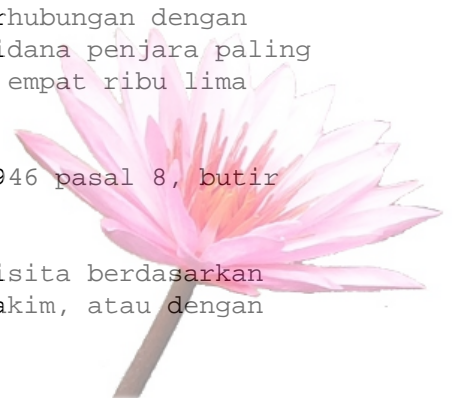 rhubungan dengan
idana penjara paling
empat ribu lima
946 pasal 8, butir
isita berdasarkan
akim, atau dengan